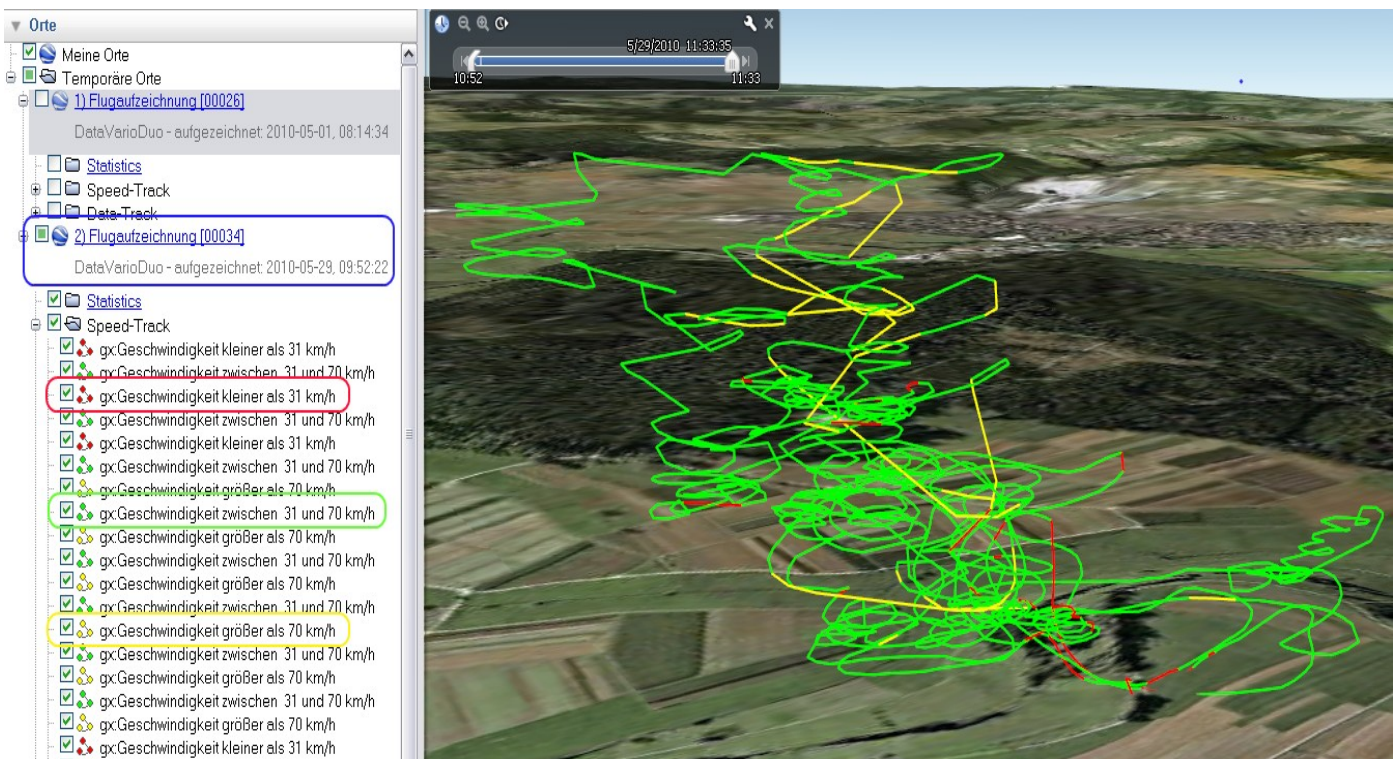 Orte
Meine Orte
Temporäre Orte
1) Flugaufzeichnung [00026]
DataVarioDuo - aufgezeichnet: 2010-05-01, 08:14:34
Statistics
Speed-Track
Data-Track
2) Flugaufzeichnung [00034]
DataVarioDuo - aufgezeichnet: 2010-05-29, 09:52:22
Statistics
Speed-Track
gx:Geschwindigkeit kleiner als 31 km/h
gx:Geschwindigkeit zwischen 31 und 70 km/h
gx:Geschwindigkeit kleiner als 31 km/h
gx:Geschwindigkeit zwischen 31 und 70 km/h
gx:Geschwindigkeit kleiner als 31 km/h
gx:Geschwindigkeit zwischen 31 und 70 km/h
gx:Geschwindigkeit größer als 70 km/h
gx:Geschwindigkeit zwischen 31 und 70 km/h
gx:Geschwindigkeit größer als 70 km/h
gx:Geschwindigkeit zwischen 31 und 70 km/h
gx:Geschwindigkeit größer als 70 km/h
gx:Geschwindigkeit zwischen 31 und 70 km/h
gx:Geschwindigkeit größer als 70 km/h
gx:Geschwindigkeit zwischen 31 und 70 km/h
gx:Geschwindigkeit größer als 70 km/h
gx:Geschwindigkeit zwischen 31 und 70 km/h
gx:Geschwindigkeit größer als 70 km/h
gx:Geschwindigkeit kleiner als 31 km/h
5/29/2010 11:33:35
10:52 11:33